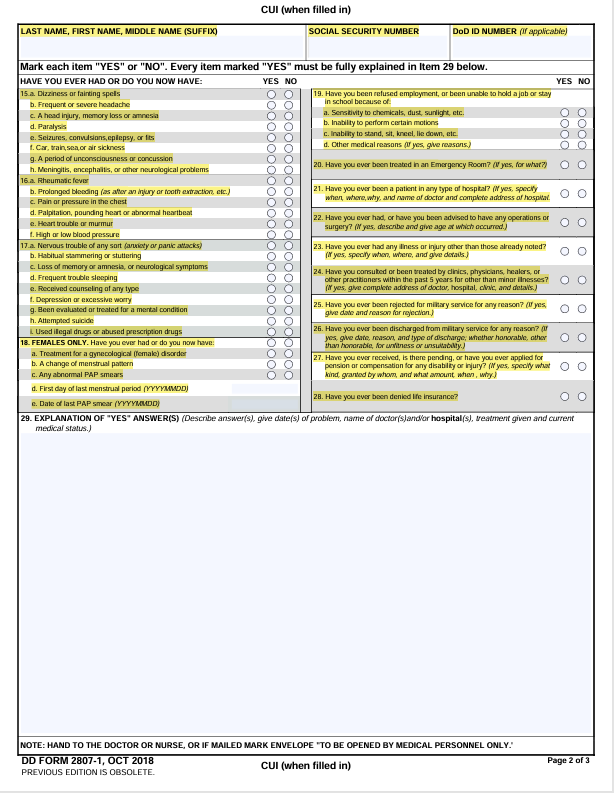 CUI (when filled in)
LAST NAME, FIRST NAME, MIDDLE NAME (SUFFIX)
SOCIAL SECURITY NUMBER
DoD ID NUMBER (If applicable)
Mark each item "YES" or "NO". Every item marked "YES" must be fully explained in Item 29 below.
HAVE YOU EVER HAD OR DO YOU NOW HAVE: YES NO
15.a. Dizziness or fainting spells
b. Frequent or severe headache
c. A head injury, memory loss or amnesia
d. Paralysis
e. Seizures, convulsions,epilepsy, or fits
f. Car, train,sea,or air sickness
g. A period of unconsciousness or concussion
h. Meningitis, encephalitis, or other neurological problems
16.a. Rheumatic fever
b. Prolonged bleeding (as after an injury or tooth extraction, etc.)
c. Pain or pressure in the chest
d. Palpitation, pounding heart or abnormal heartbeat
e. Heart trouble or murmur
f. High or low blood pressure
17.a. Nervous trouble of any sort (anxiety or panic attacks)
b. Habitual stammering or stuttering
c. Loss of memory or amnesia, or neurological symptoms
d. Frequent trouble sleeping
e. Received counseling of any type
f. Depression or excessive worry
g. Been evaluated or treated for a mental condition
h. Attempted suicide
i. Used illegal drugs or abused prescription drugs
18. FEMALES ONLY. Have you ever had or do you now have:
a. Treatment for a gynecological (female) disorder
b. A change of menstrual pattern
c. Any abnormal PAP smears
d. First day of last menstrual period (YYYYMMDD)
e. Date of last PAP smear (YYYYMMDD)
YES NO
19. Have you been refused employment, or been unable to hold a job or stay
in school because of:
a. Sensitivity to chemicals, dust, sunlight, etc.
b. Inability to perform certain motions
c. Inability to stand, sit, kneel, lie down, etc.
d. Other medical reasons (If yes, give reasons.)
20. Have you ever been treated in an Emergency Room? (If yes, for what?)
21. Have you ever been a patient in any type of hospital? (If yes, specify
when, where,why, and name of doctor and complete address of hospital.
22. Have you ever had, or have you been advised to have any operations or
surgery? (If yes, describe and give age at which occurred.)
23. Have you ever had any illness or injury other than those already noted?
(If yes, specify when, where, and give details.)
24. Have you consulted or been treated by clinics, physicians, healers, or
other practitioners within the past 5 years for other than minor illnesses?
(If yes, give complete address of doctor, hospital, clinic, and details.)
25. Have you ever been rejected for military service for any reason? (If yes,
give date and reason for rejection.)
26. Have you ever been discharged from military service for any reason? (If
yes, give date, reason, and type of discharge; whether honorable, other
than honorable, for unfitness or unsuitability.)
27. Have you ever received, is there pending, or have you ever applied for
pension or compensation for any disability or injury? (If yes, specify what
kind, granted by whom, and what amount, when , why.)
28. Have you ever been denied life insurance?
29. EXPLANATION OF "YES" ANSWER(S) (Describe answer(s), give date(s) of problem, name of doctor(s)and/or hospital(s), treatment given and current
medical status.)
NOTE: HAND TO THE DOCTOR OR NURSE, OR IF MAILED MARK ENVELOPE "TO BE OPENED BY MEDICAL PERSONNEL ONLY.'
DD FORM 2807-1, OCT 2018
PREVIOUS EDITION IS OBSOLETE.
CUI (when filled in)
Page 2 of 3